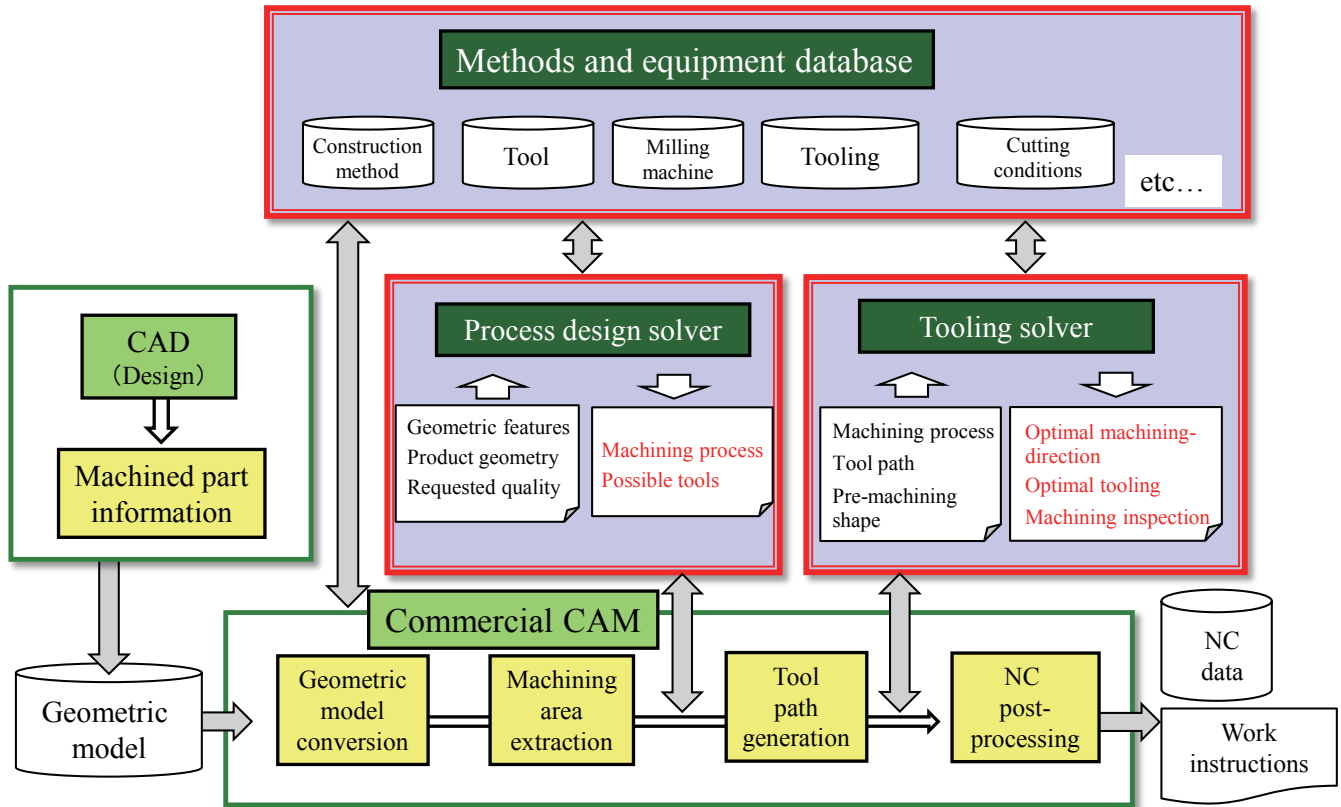 Methods and equipment database
Construction
method
Tool
Milling
machine
Tooling
Cutting
conditions
etc…
CAD
（Design）
Machined part
information
Process design solver
Geometric features
Product geometry
Requested quality
Machining process
Possible tools
Tooling solver
Machining process
Tool path
Pre-machining
shape
Optimal machining-
direction
Optimal tooling
Machining inspection
Geometric
model
Commercial CAM
Geometric
model
conversion
Machining
area
extraction
Tool
path
generation
NC
post-
processing
NC
data
Work
instructions